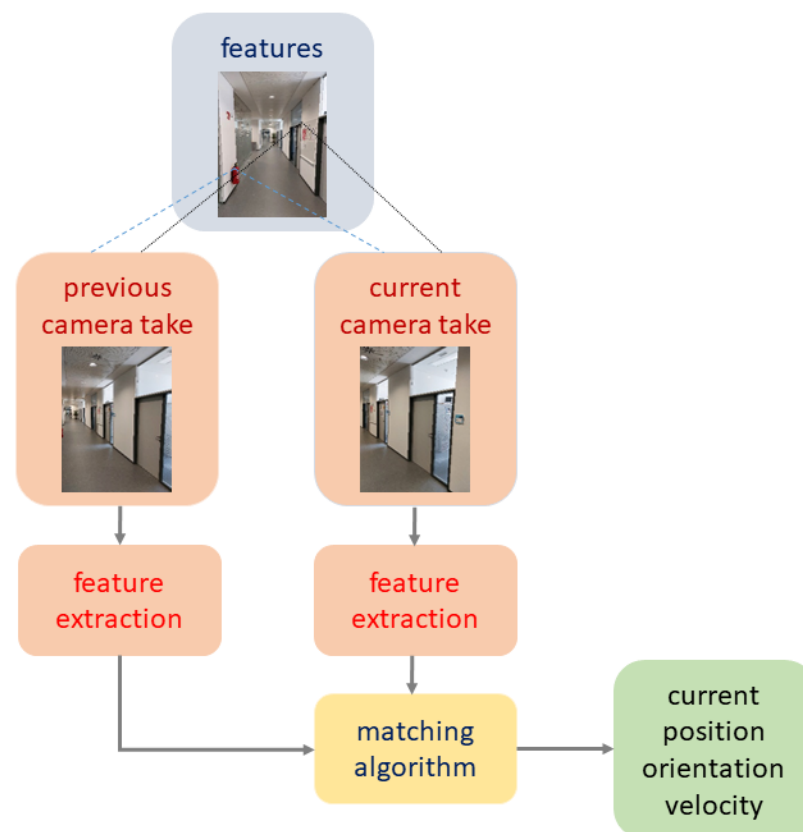 features
previous
camera take
current
camera take
feature
extraction
feature
extraction
matching
algorithm
current
position
orientation
velocity